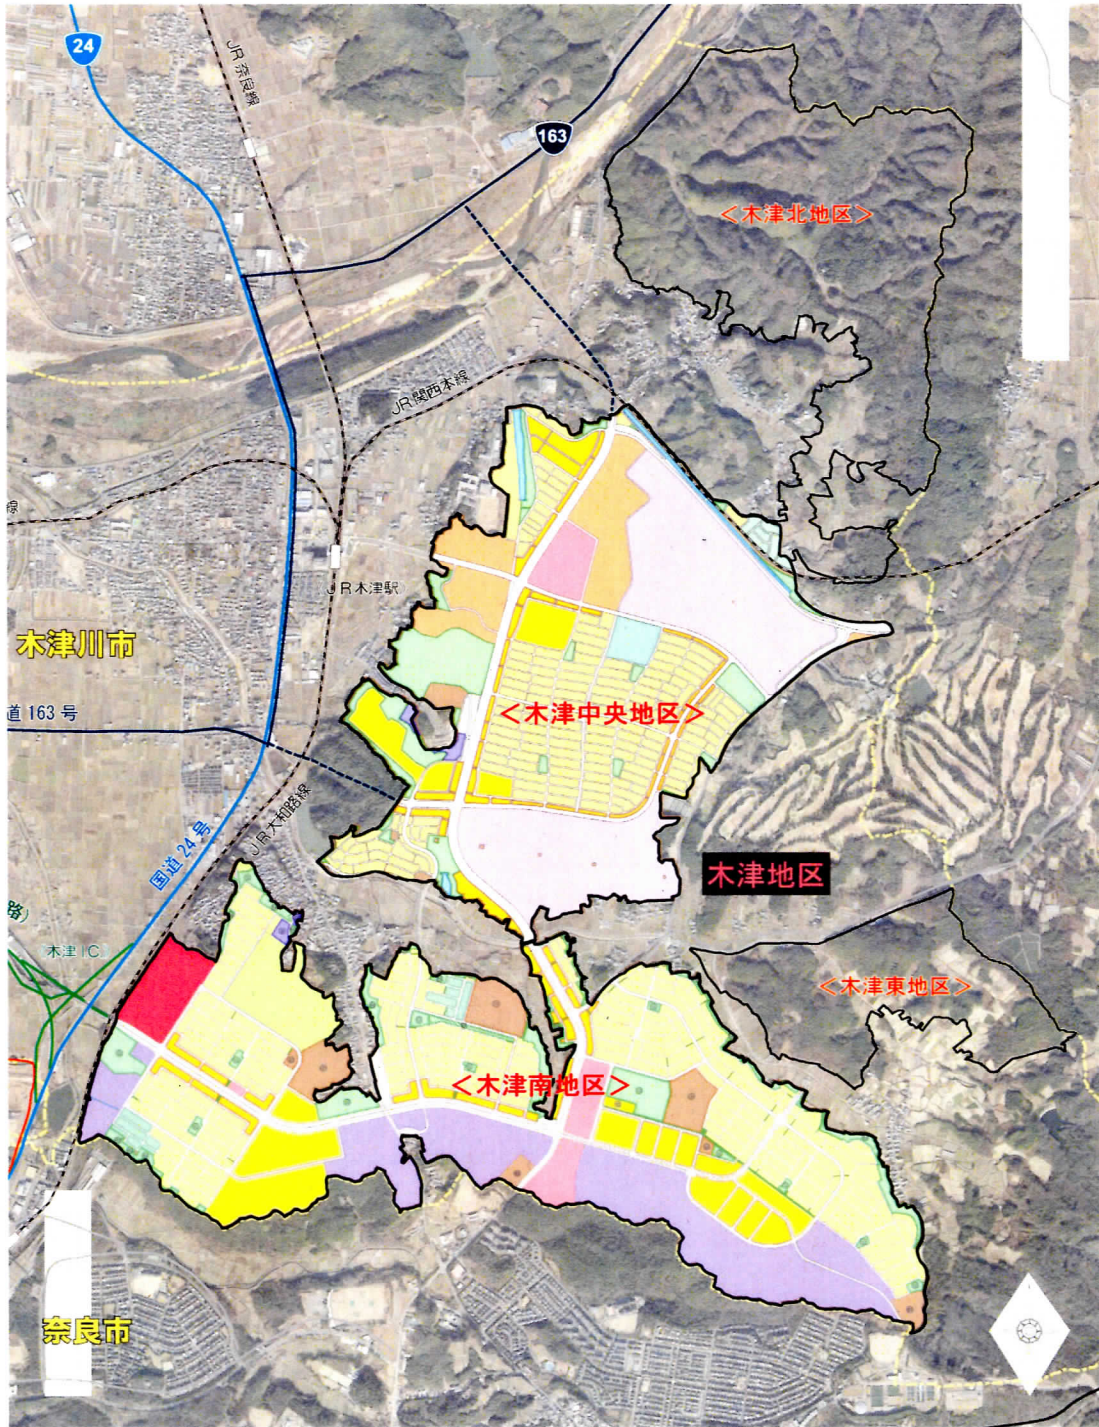 24
JR奈良線
163
＜木津北地区＞
JR関西本線
線
JR木津駅
木津川市
道163号
＜木津中央地区＞
JR大和路線
国道24号
木津地区
路）
木津IC
＜木津東地区＞
＜木津南地区＞
奈良市